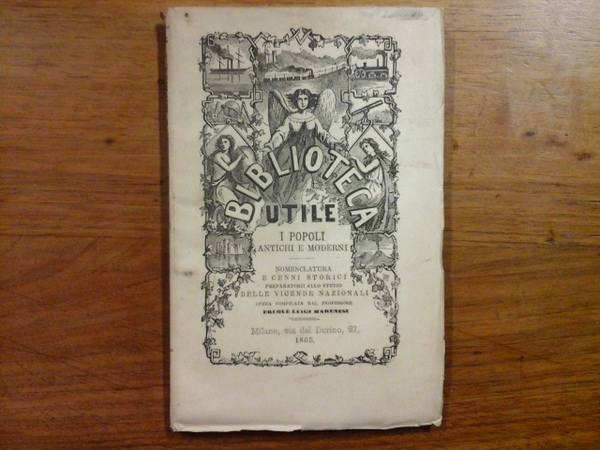 BIBLIOTECA
UTILE
I POPOLI
ANTICHI E MODERNI
NOMENCLATURA
E CENNI STORICI
PREPARATORII ALLO STUDIO
DELLE VICENDE NAZIONALI
OPERA COMPILATA DAL PROFESSORE
ERCOLE LUIGI MARENESI
Milano, via del Durino, 27,
1865.